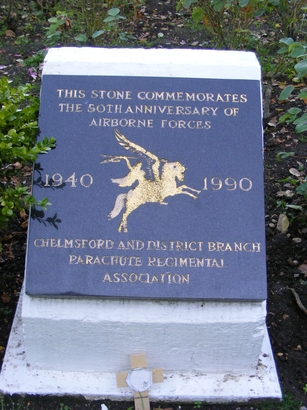 THIS STONE COMMEMORATES
THE 50TH ANNIVERSARY OF
AIRBORNE FORCES
1940 1990
CHELMSFORD AND DISTRICT BRANCH
PARACHUTE REGIMENTAL
ASSOCIATION